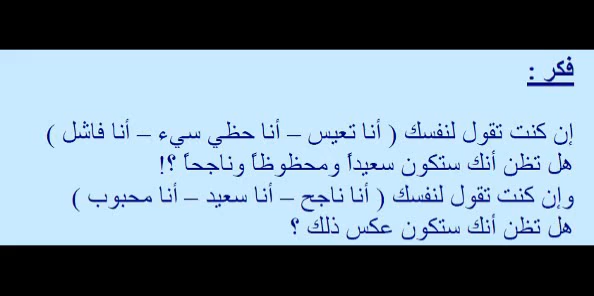 فكر :
إن كنت تقول لنفسك ( أنا تعيس – أنا حظي سيء – أنا فاشل )
هل تظن أنك ستكون سعيداً ومحظوظاً وناجحاً ؟!
وإن كنت تقول لنفسك ( أنا ناجح – أنا سعيد – أنا محبوب )
هل تظن أنك ستكون عكس ذلك ؟